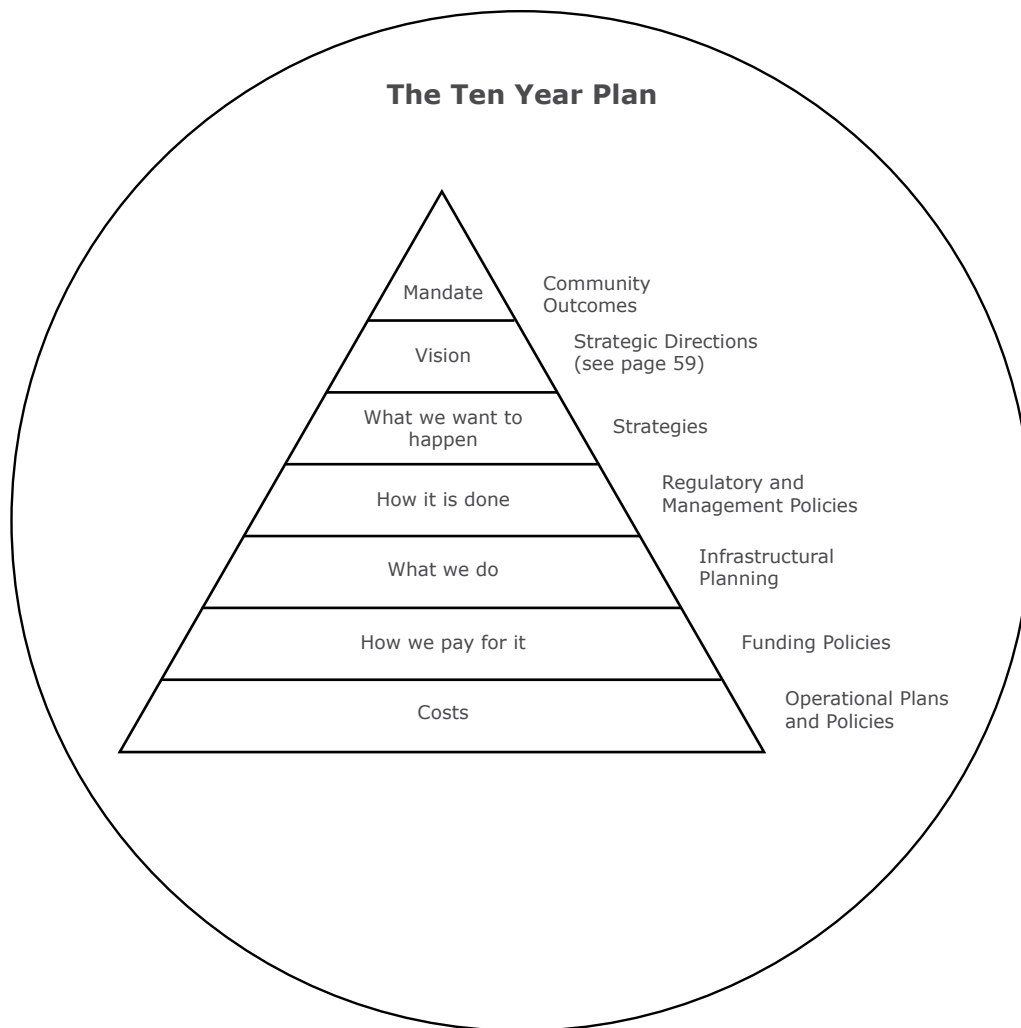 The Ten Year Plan
Mandate
Community
Outcomes
Vision
Strategic Directions
(see page 59)
What we want to
happen
Strategies
How it is done
Regulatory and
Management Policies
What we do
Infrastructural
Planning
How we pay for it
Funding Policies
Costs
Operational Plans
and Policies